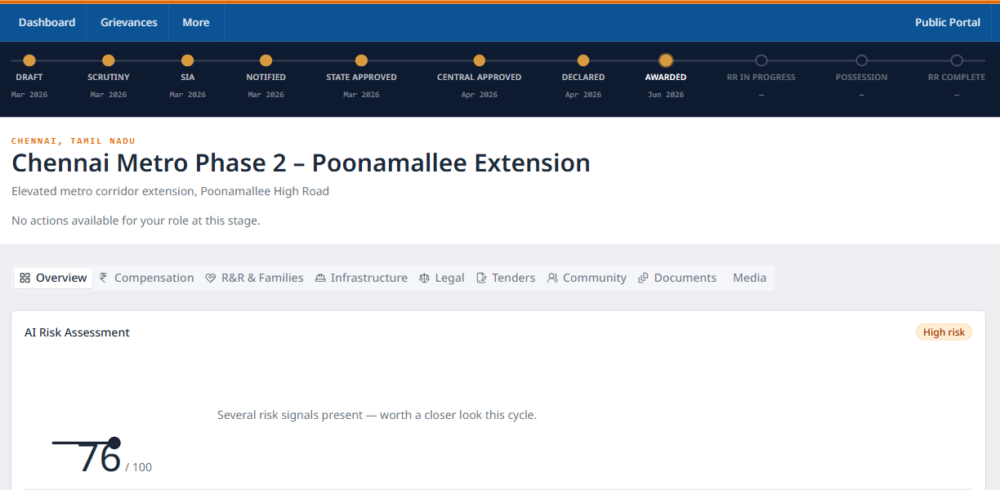 Dashboard Grievances More Public Portal
DRAFT SCRUTINY SIA NOTIFIED STATE APPROVED CENTRAL APPROVED DECLARED AWARDED RR IN PROGRESS POSSESSION RR COMPLETE
Mar 2026 Mar 2026 Mar 2026 Mar 2026 Mar 2026 Apr 2026 Apr 2026 Jun 2026 — — —
CHENNAI, TAMIL NADU
Chennai Metro Phase 2 – Poonamallee Extension
Elevated metro corridor extension, Poonamallee High Road
No actions available for your role at this stage.
Overview ₹ Compensation R&R & Families Infrastructure Legal Tenders Community Documents Media
AI Risk Assessment High risk
Several risk signals present — worth a closer look this cycle.
76 / 100